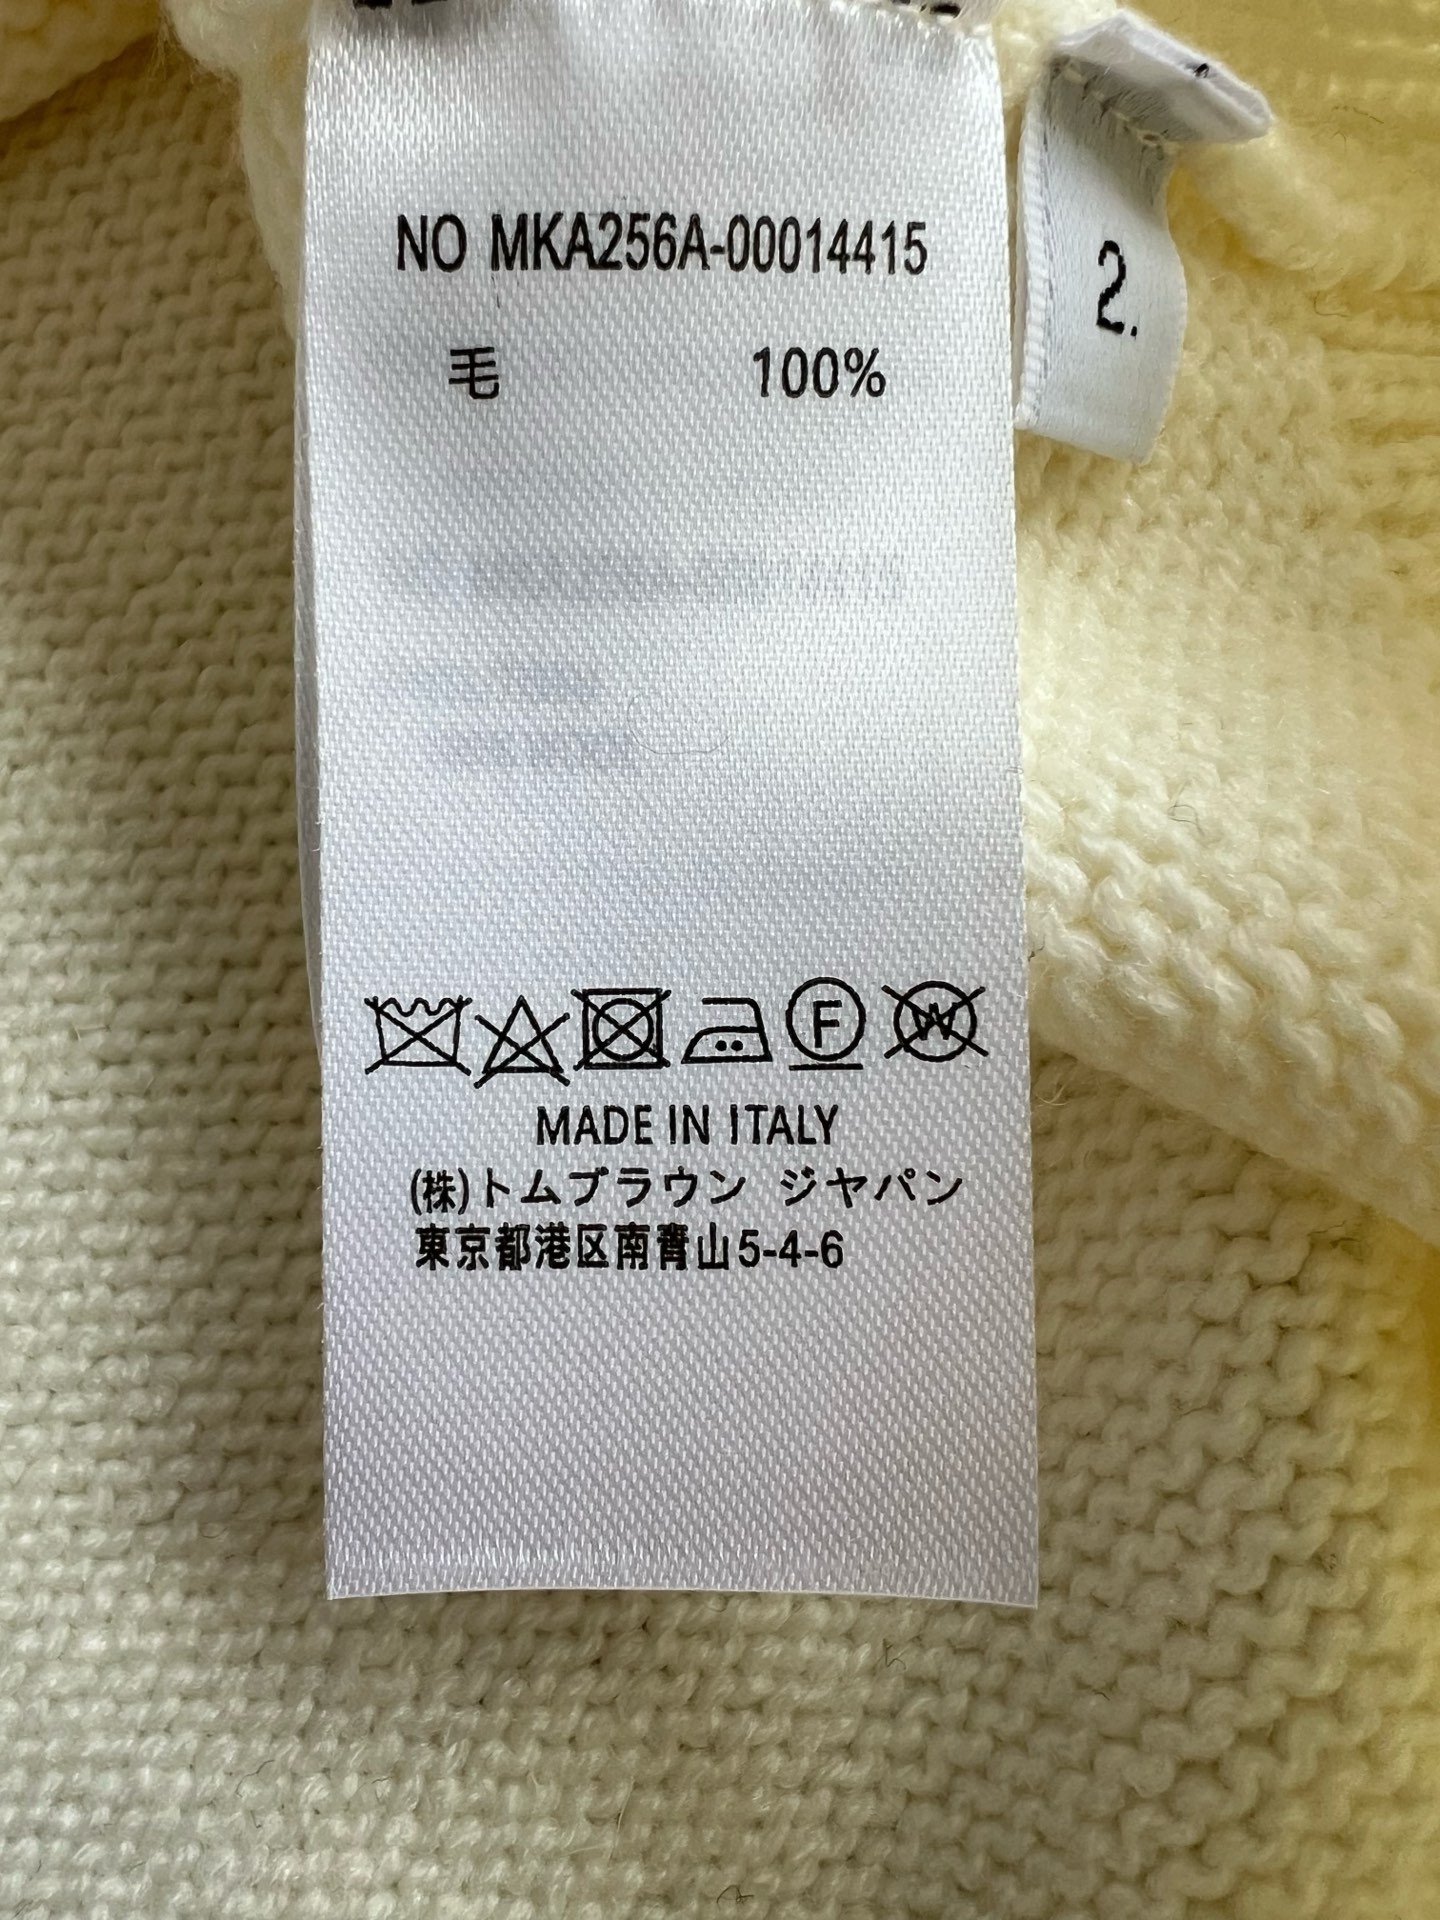 NO MKA256A-00014415
2.
毛 100%
F
W
MADE IN ITALY
(株)トムブラウン ジャパン
東京都港区南青山5-4-6